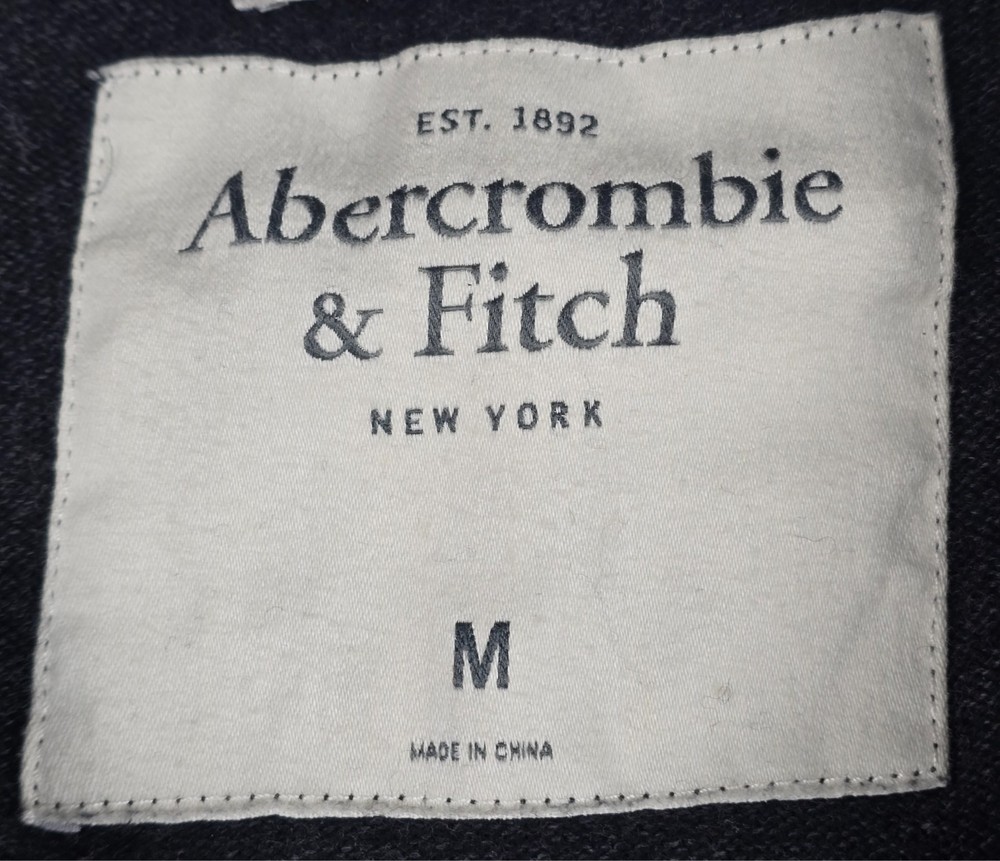 EST. 1892
Abercrombie
& Fitch
NEW YORK
M
MADE IN CHINA